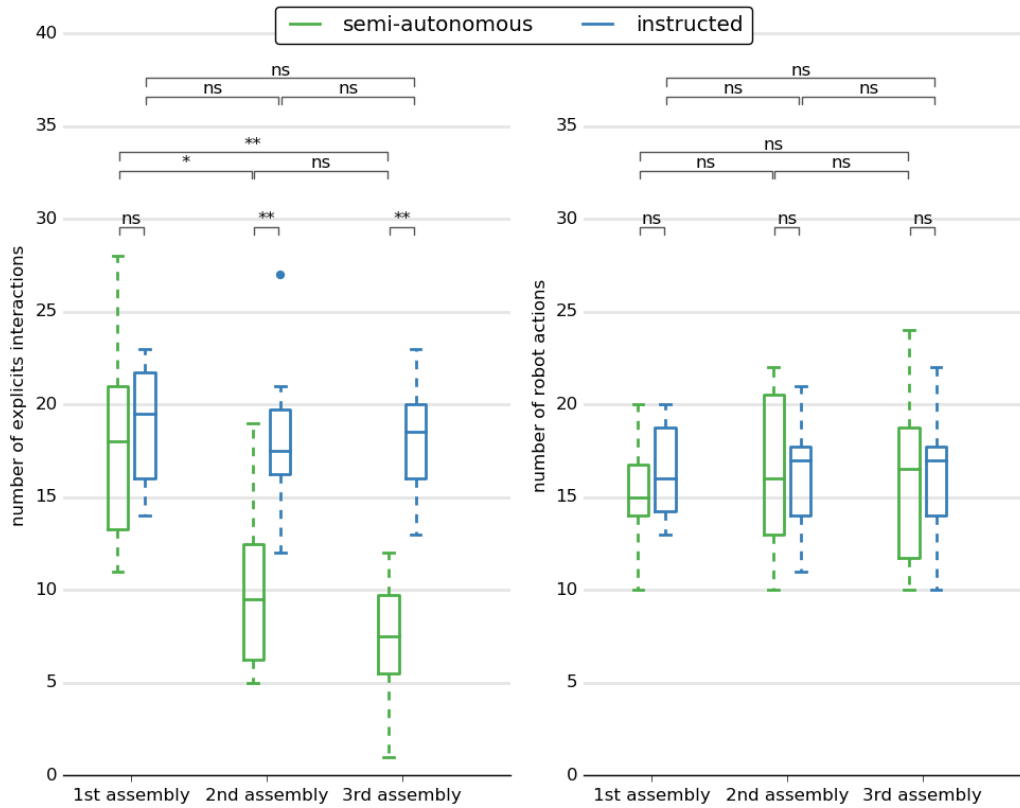 semi-autonomous instructed
40
ns
ns ns
ns
ns ns
35
**
* ns
ns
ns ns
30
ns ** **
30
ns ns ns
35
40
number of explicits interactions
25
20
15
10
5
0
1st assembly 2nd assembly 3rd assembly
number of robot actions
25
20
15
10
5
0
1st assembly 2nd assembly 3rd assembly